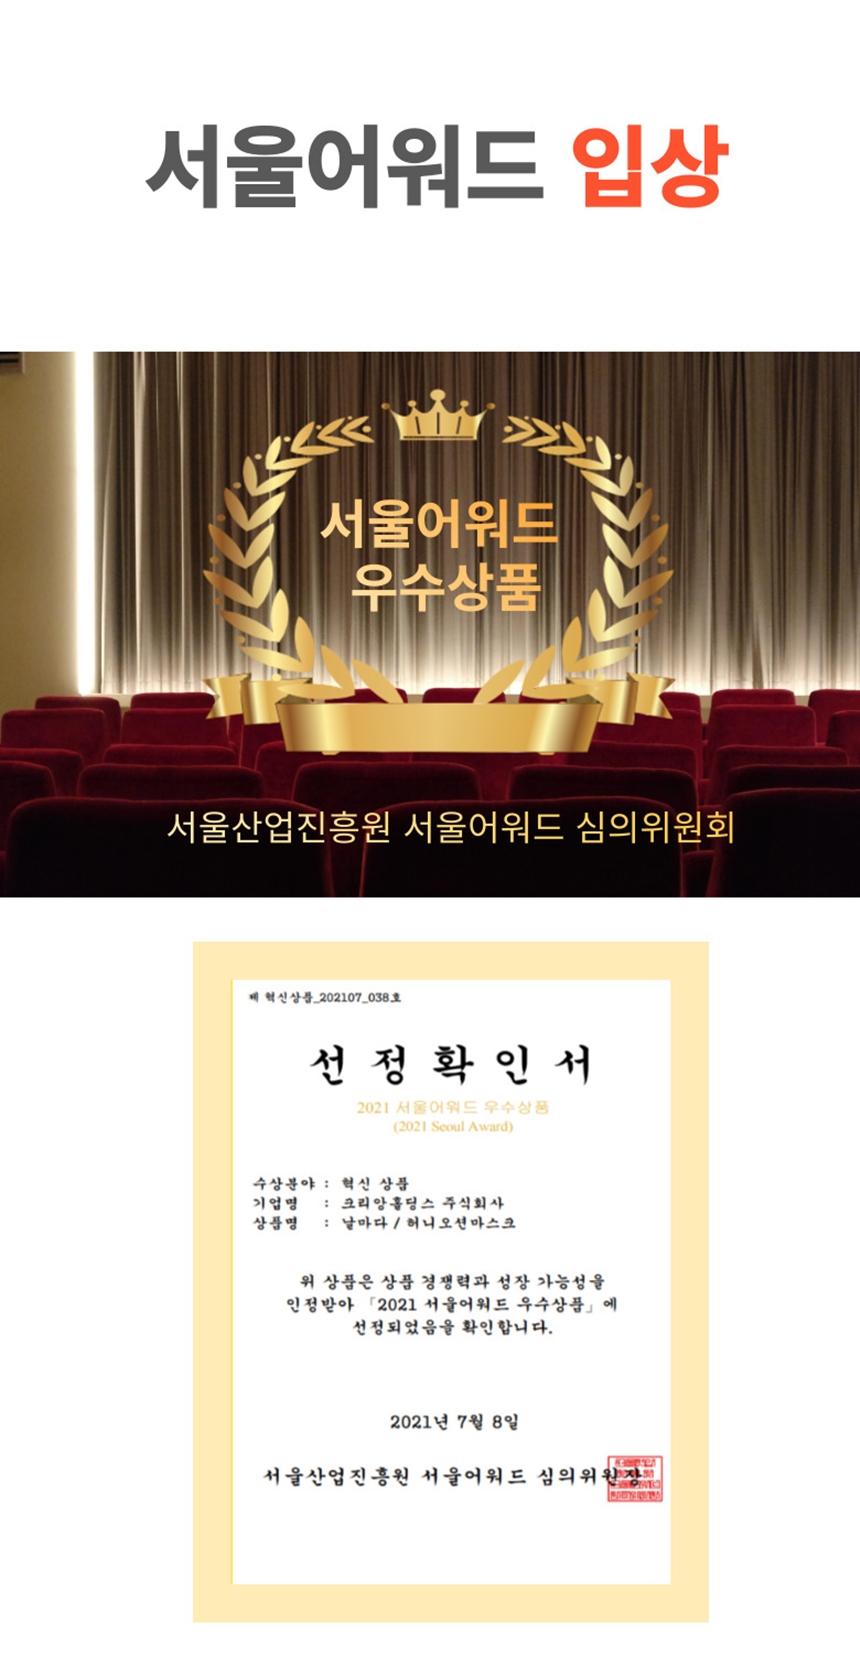 서울어워드 입상
서울어워드
우수상품
서울산업진흥원 서울어워드 심의위원회
제 혁신상품_202107_038호
선 정 확 인 서
2021 서울어워드 우수상품
(2021 Seoul Award)
수상분야 : 혁신 상품
기업명 : 크리앙홀딩스 주식회사
상품명 : 날마다 / 허니오션마스크
위 상품은 상품 경쟁력과 성장 가능성을
인정받아 「2021 서울어워드 우수상품」에
선정되었음을 확인합니다.
2021년 7월 8일
서울산업진흥원 서울어워드 심의위원장